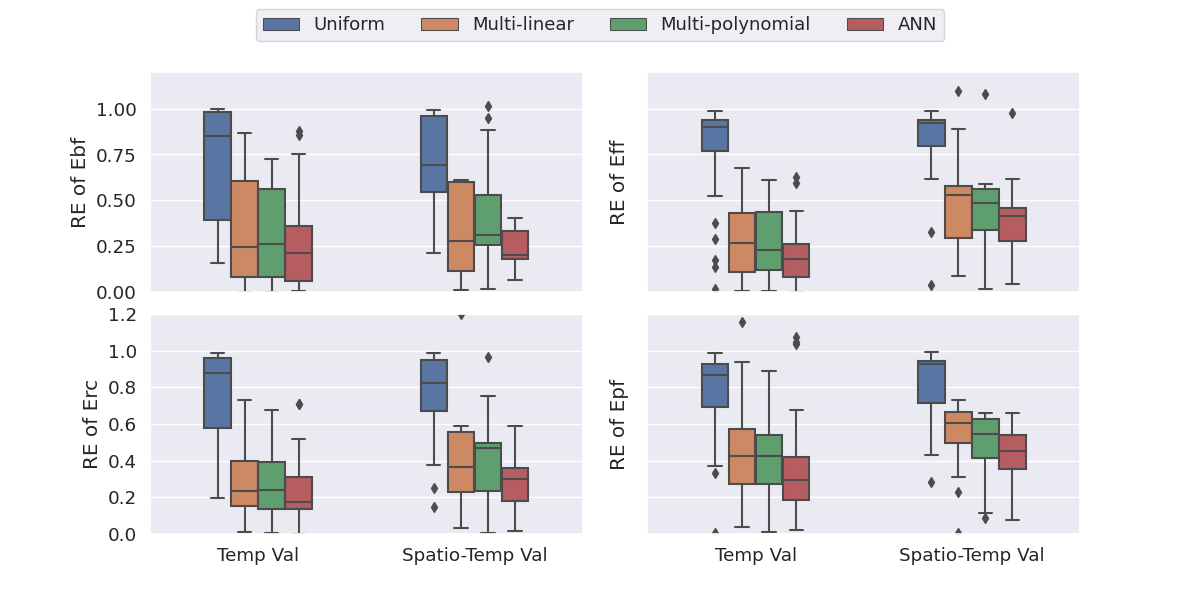 Uniform Multi-linear Multi-polynomial ANN
RE of Ebf
1.00
0.75
0.50
0.25
0.00
RE of Eff
RE of Erc
1.2
1.0
0.8
0.6
0.4
0.2
0.0
Temp Val Spatio-Temp Val
RE of Epf
Temp Val Spatio-Temp Val